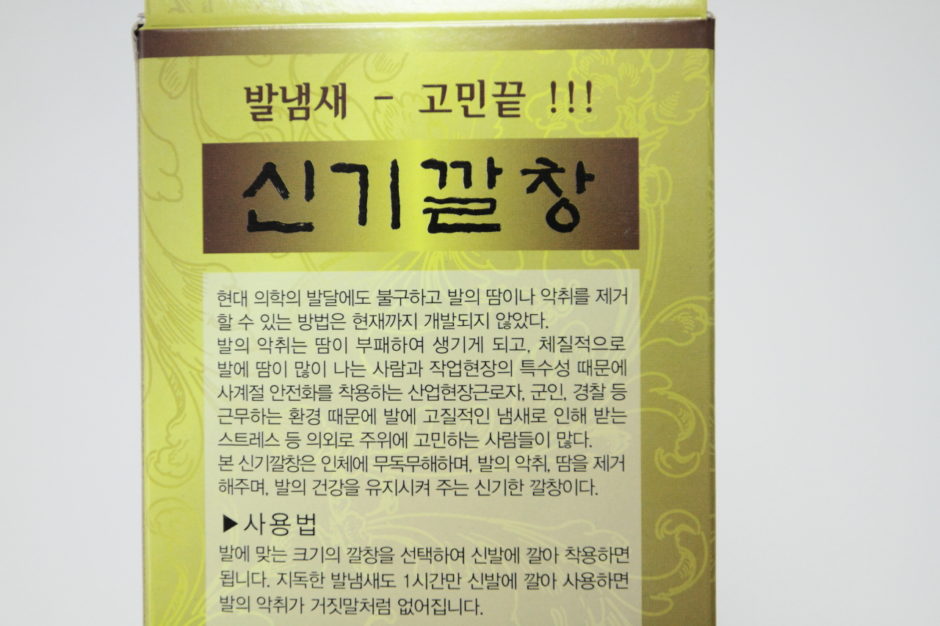 발냄새 - 고민끝 !!!
신기깔창
현대 의학의 발달에도 불구하고 발의 땀이나 악취를 제거
할 수 있는 방법은 현재까지 개발되지 않았다.
발의 악취는 땀이 부패하여 생기게 되고, 체질적으로
발에 땀이 많이 나는 사람과 작업현장의 특수성 때문에
사계절 안전화를 착용하는 산업현장근로자, 군인, 경찰 등
근무하는 환경 때문에 발에 고질적인 냄새로 인해 받는
스트레스 등 의외로 주위에 고민하는 사람들이 많다.
본 신기깔창은 인체에 무독무해하며, 발의 악취, 땀을 제거
해주며, 발의 건강을 유지시켜 주는 신기한 깔창이다.
▶사용법
발에 맞는 크기의 깔창을 선택하여 신발에 깔아 착용하면
됩니다. 지독한 발냄새도 1시간만 신발에 깔아 사용하면
발의 악취가 거짓말처럼 없어집니다.